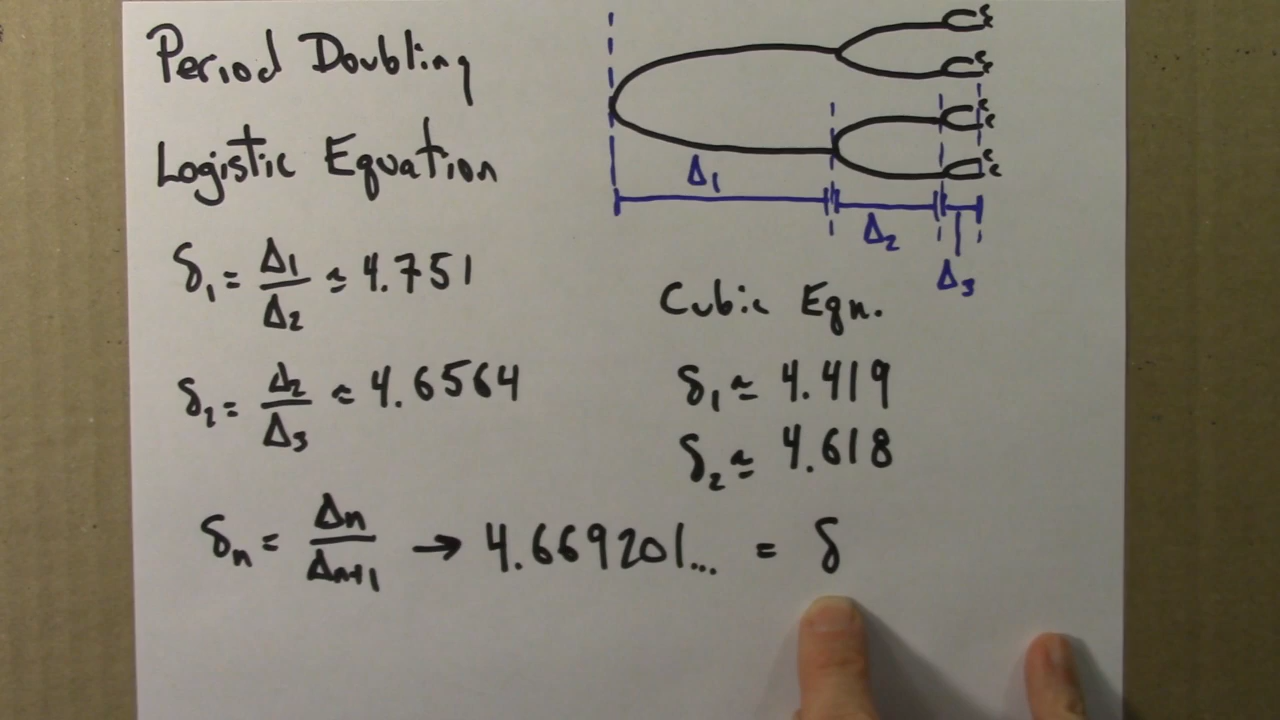 Period Doubling
Logistic Equation
δ₁ = Δ₁/Δ₂ ≃ 4.751
δ₂ = Δ₂/Δ₃ ≈ 4.6564
δₙ = Δₙ/Δₙ₊₁ → 4.669201... = δ
Δ₁
Δ₂
Δ₃
Cubic Eqn.
δ₁ ≃ 4.419
δ₂ ≃ 4.618